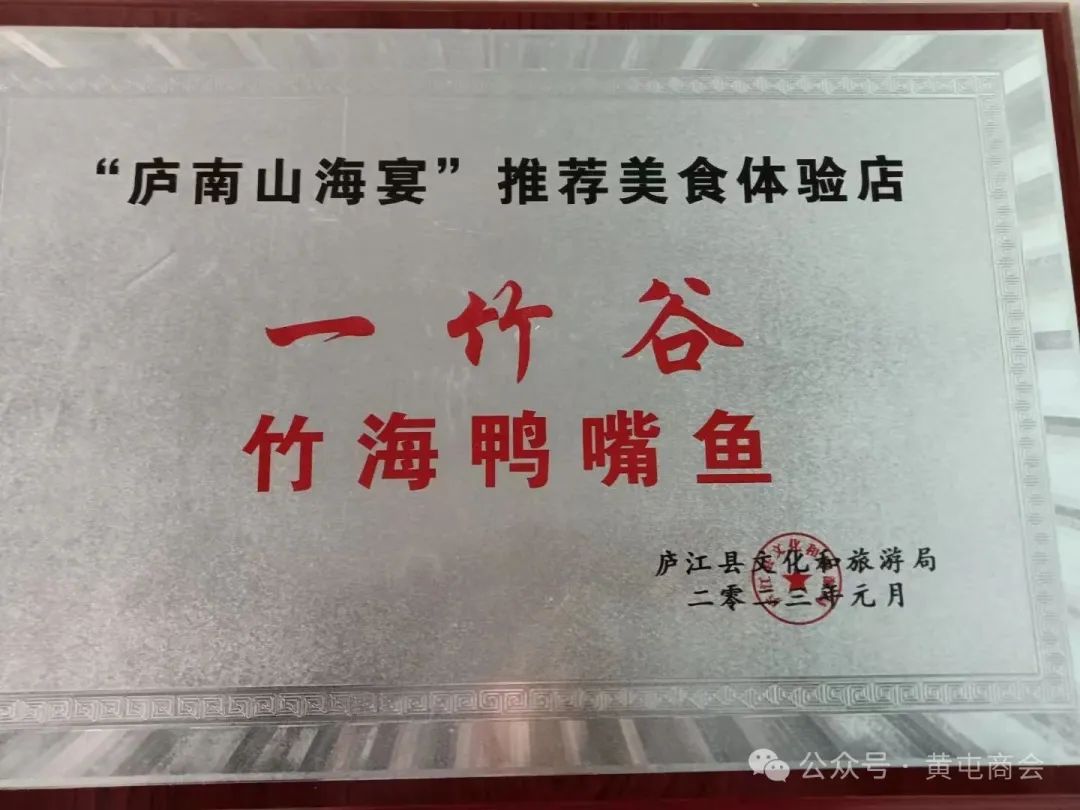 “庐南山海宴”推荐美食体验店
一竹谷
竹海鸭嘴鱼
庐江县文化和旅游局
二零二三年元月
公众号·黄屯商会